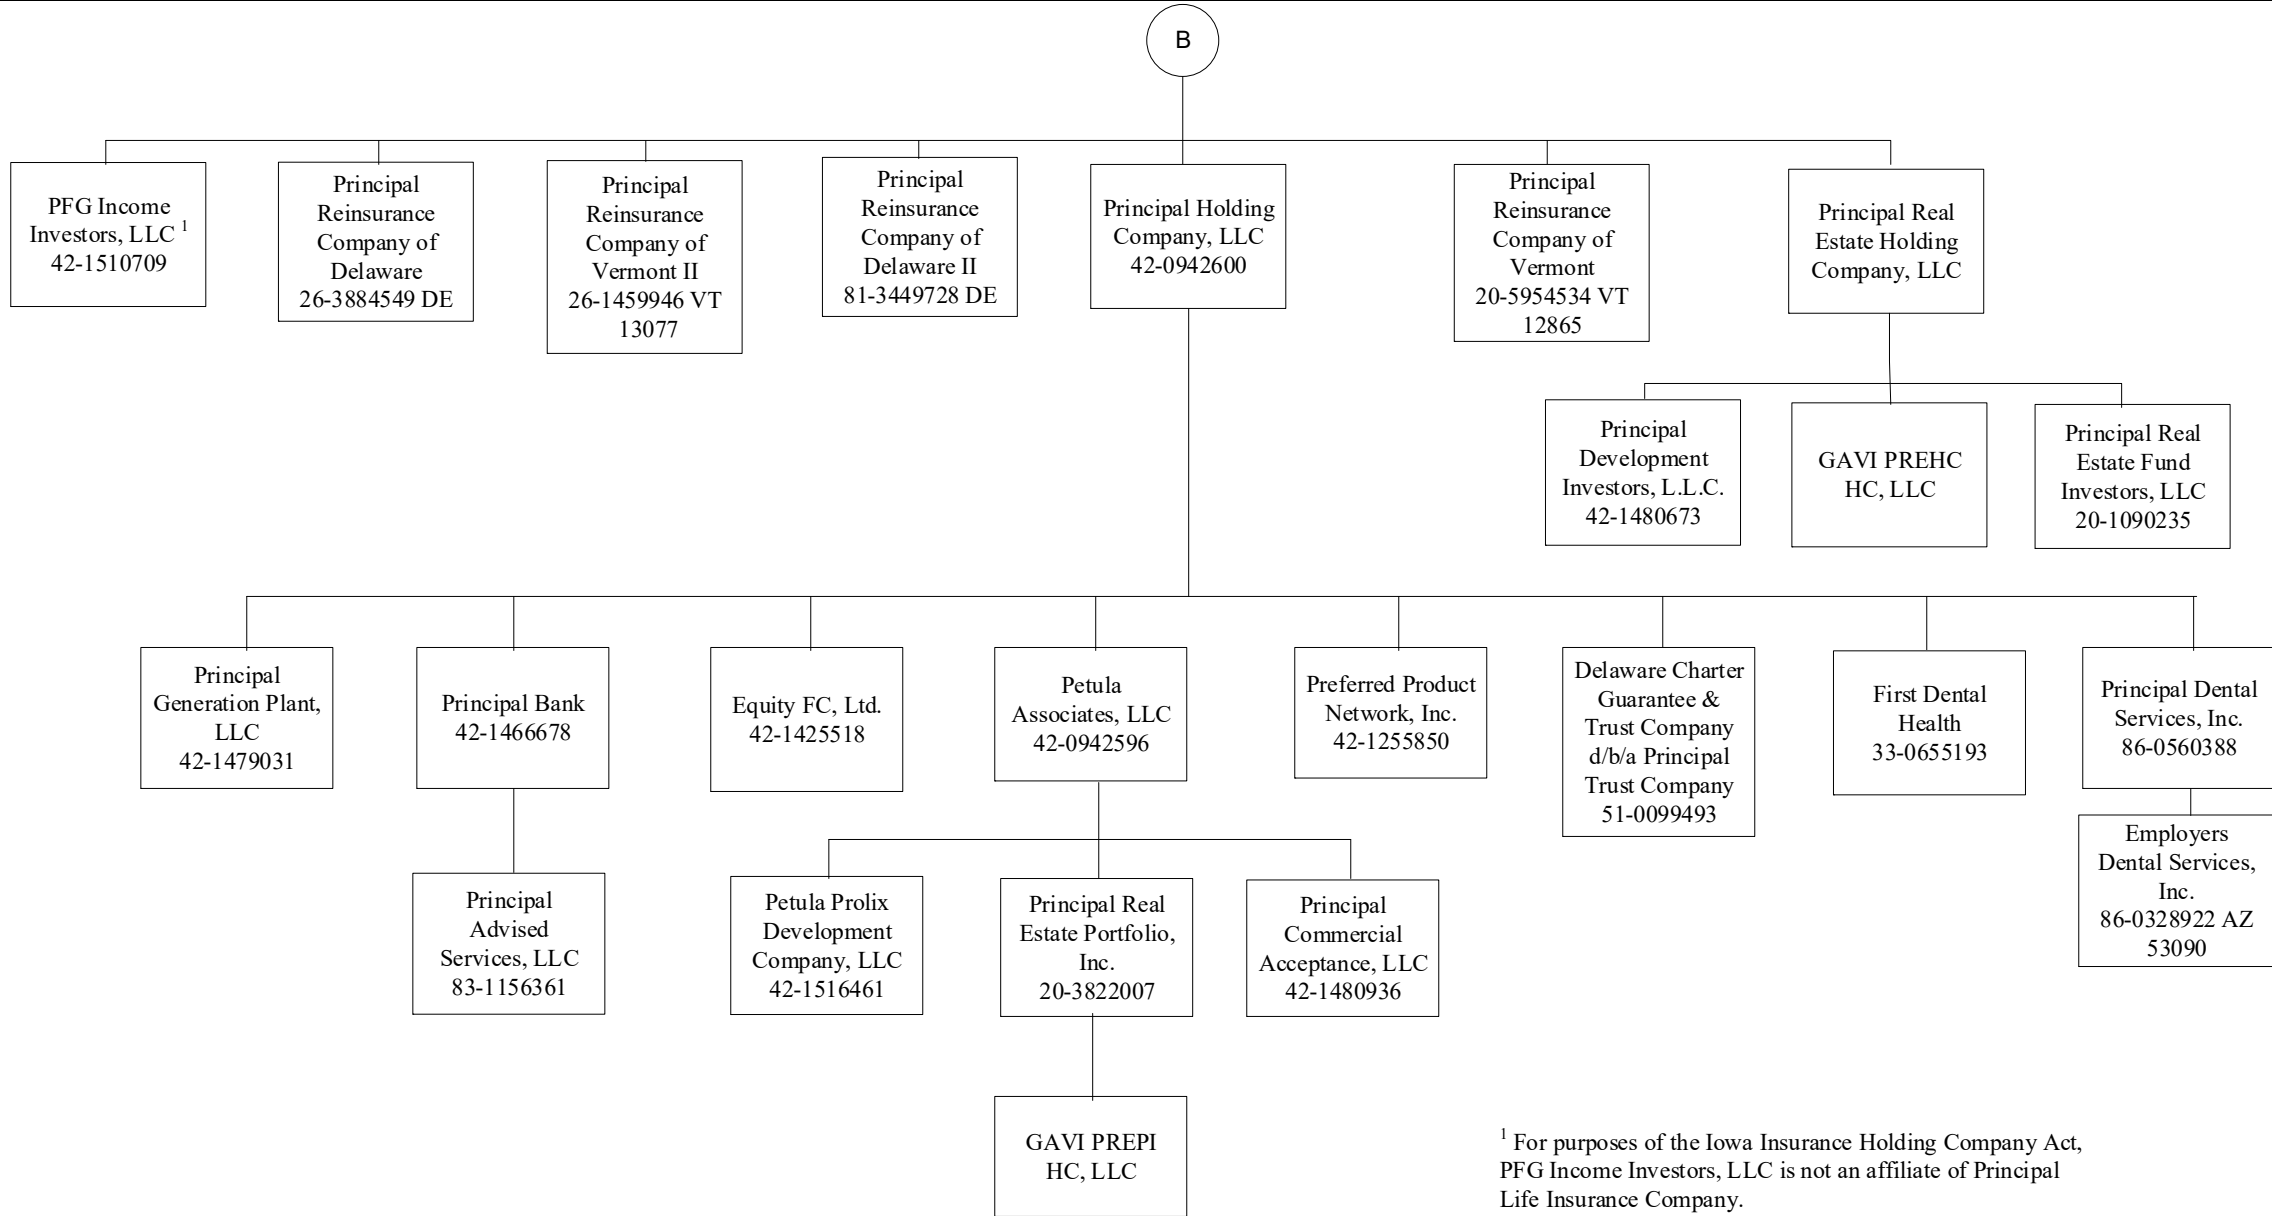 B
PFG Income
Investors, LLC 1
42-1510709
Principal
Reinsurance
Company of
Delaware
26-3884549 DE
Principal
Reinsurance
Company of
Vermont II
26-1459946 VT
13077
Principal
Reinsurance
Company of
Delaware II
81-3449728 DE
Principal Holding
Company, LLC
42-0942600
Principal
Reinsurance
Company of
Vermont
20-5954534 VT
12865
Principal Real
Estate Holding
Company, LLC
Principal
Development
Investors, L.L.C.
42-1480673
GAVI PREHC
HC, LLC
Principal Real
Estate Fund
Investors, LLC
20-1090235
Principal
Generation Plant,
LLC
42-1479031
Principal Bank
42-1466678
Equity FC, Ltd.
42-1425518
Petula
Associates, LLC
42-0942596
Preferred Product
Network, Inc.
42-1255850
Delaware Charter
Guarantee &
Trust Company
d/b/a Principal
Trust Company
51-0099493
First Dental
Health
33-0655193
Principal Dental
Services, Inc.
86-0560388
Principal
Advised
Services, LLC
83-1156361
Petula Prolix
Development
Company, LLC
42-1516461
Principal Real
Estate Portfolio,
Inc.
20-3822007
Principal
Commercial
Acceptance, LLC
42-1480936
Employers
Dental Services,
Inc.
86-0328922 AZ
53090
GAVI PREPI
HC, LLC
1 For purposes of the Iowa Insurance Holding Company Act,
PFG Income Investors, LLC is not an affiliate of Principal
Life Insurance Company.